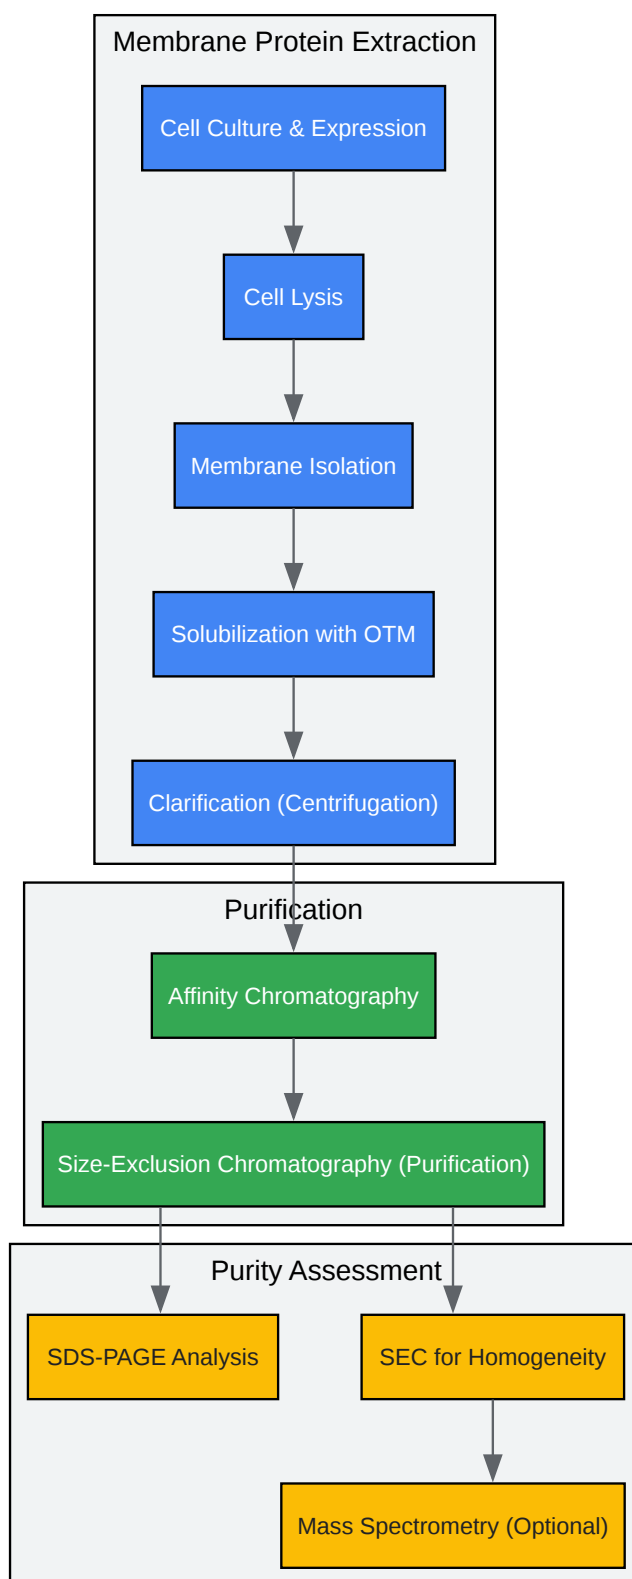 Membrane Protein Extraction
Cell Culture & Expression
Cell Lysis
Membrane Isolation
Solubilization with OTM
Clarification (Centrifugation)
Purification
Affinity Chromatography
Size-Exclusion Chromatography (Purification)
Purity Assessment
SDS-PAGE Analysis
SEC for Homogeneity
Mass Spectrometry (Optional)